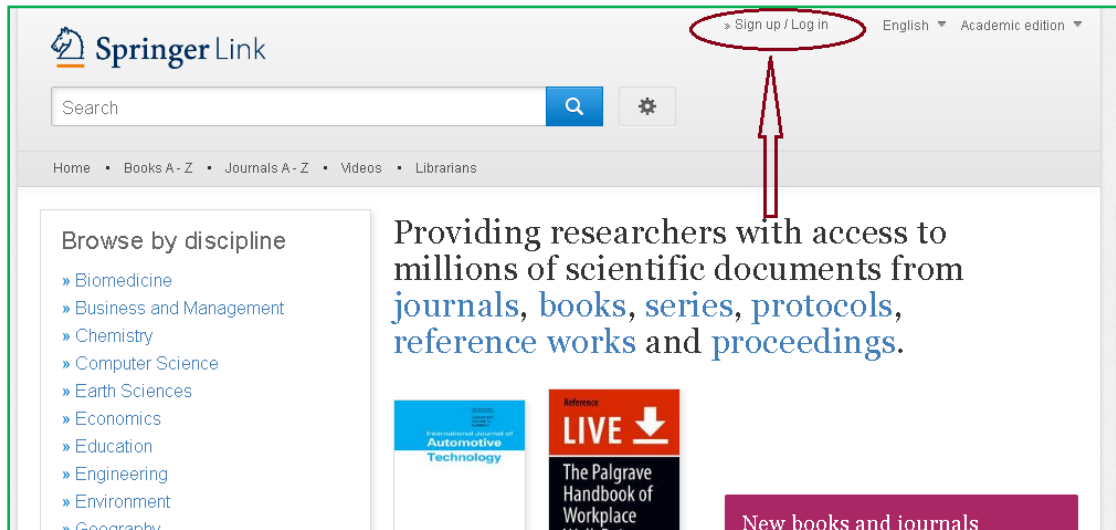 » Sign up / Log in English Academic edition
Springer Link
Search
Home • Books A - Z • Journals A - Z • Videos • Librarians
Browse by discipline
» Biomedicine
» Business and Management
» Chemistry
» Computer Science
» Earth Sciences
» Economics
» Education
» Engineering
» Environment
» Geography
Providing researchers with access to
millions of scientific documents from
journals, books, series, protocols,
reference works and proceedings.
International Journal of
Automotive
Technology
Reference
LIVE
The Palgrave
Handbook of
Workplace
New books and journals